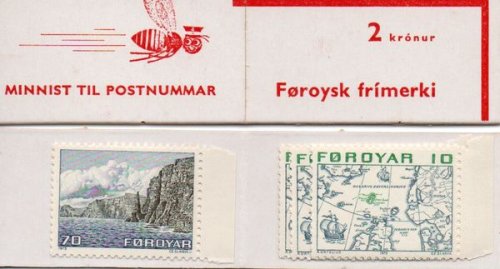 2 krónur
MINNIST TIL POSTNUMMAR
Føroysk frímerki
70 FØROYAR
FØROYAR 10